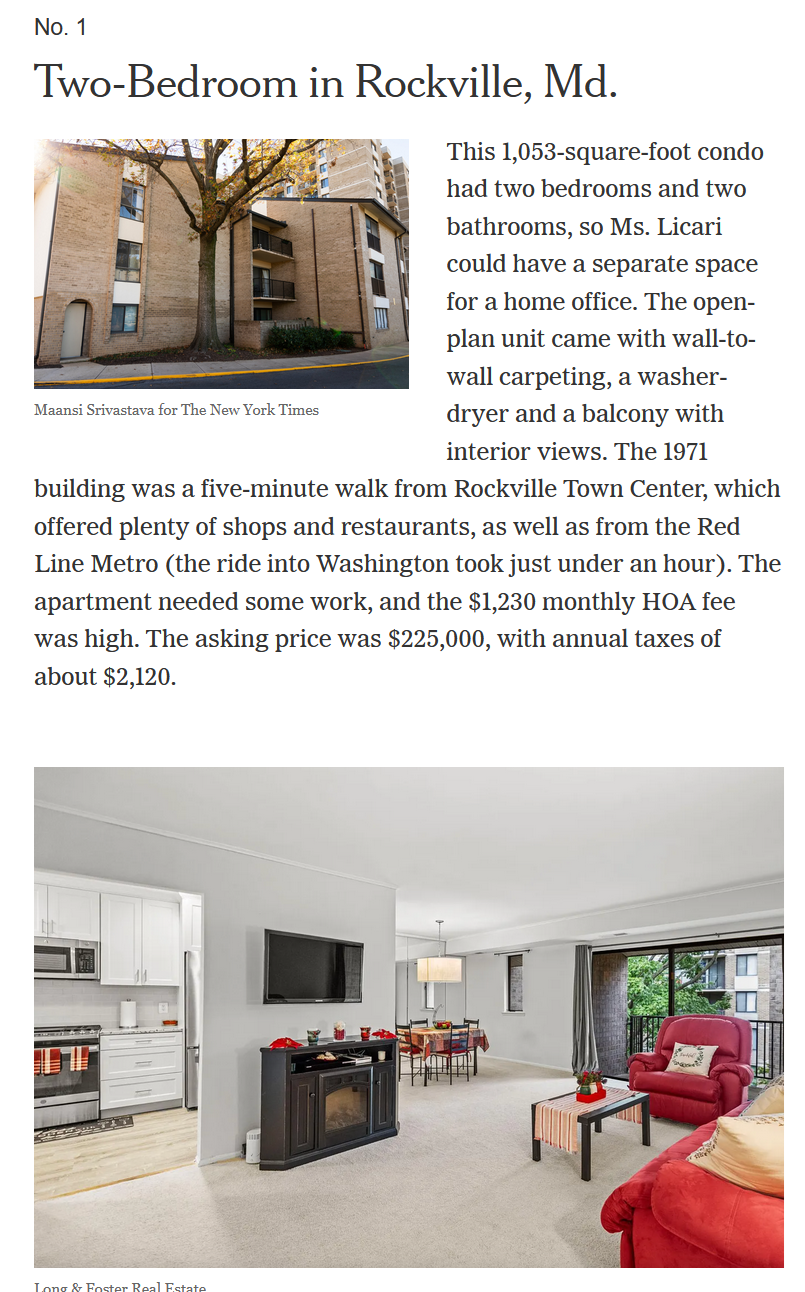 No. 1
Two-Bedroom in Rockville, Md.
This 1,053-square-foot condo
had two bedrooms and two
bathrooms, so Ms. Licari
could have a separate space
for a home office. The open-
plan unit came with wall-to-
wall carpeting, a washer-
dryer and a balcony with
interior views. The 1971
Maansi Srivastava for The New York Times
building was a five-minute walk from Rockville Town Center, which
offered plenty of shops and restaurants, as well as from the Red
Line Metro (the ride into Washington took just under an hour). The
apartment needed some work, and the $1,230 monthly HOA fee
was high. The asking price was $225,000, with annual taxes of
about $2,120.
Long & Foster Real Estate